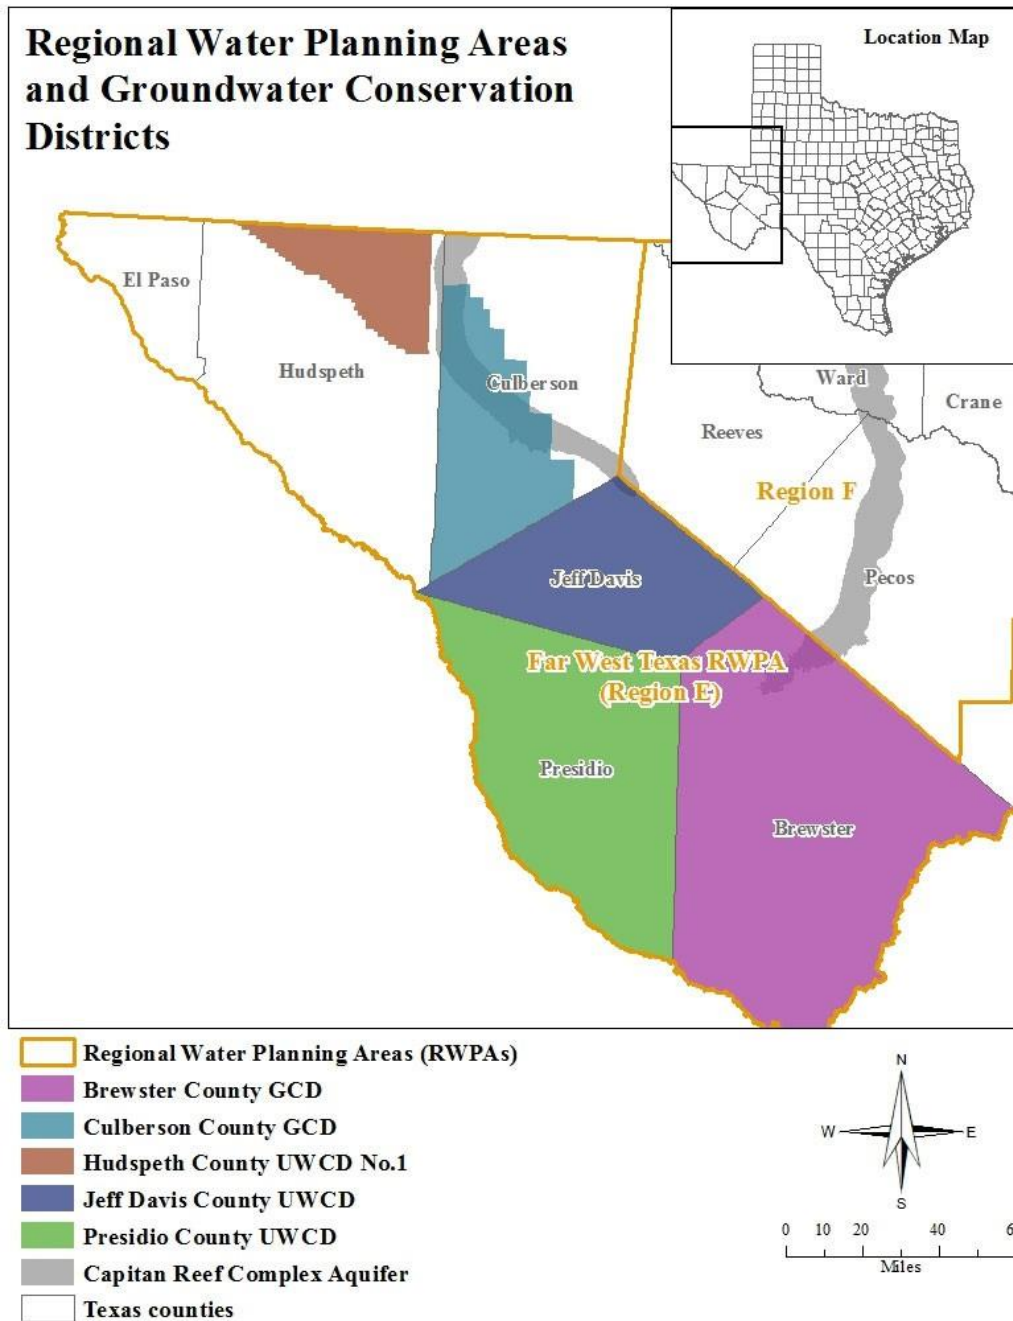 Regional Water Planning Areas
and Groundwater Conservation
Districts
Location Map
El Paso
Hudspeth
Culberson
Ward
Crane
Reeves
Region F
Jeff Davis
Pecos
Far West Texas RWPA
(Region E)
Presidio
Brewster
Regional Water Planning Areas (RWPAs)
Brewster County GCD
Culberson County GCD
Hudspeth County UWCD No.1
Jeff Davis County UWCD
Presidio County UWCD
Capitan Reef Complex Aquifer
Texas counties
N
W E
S
0 10 20 40
Miles